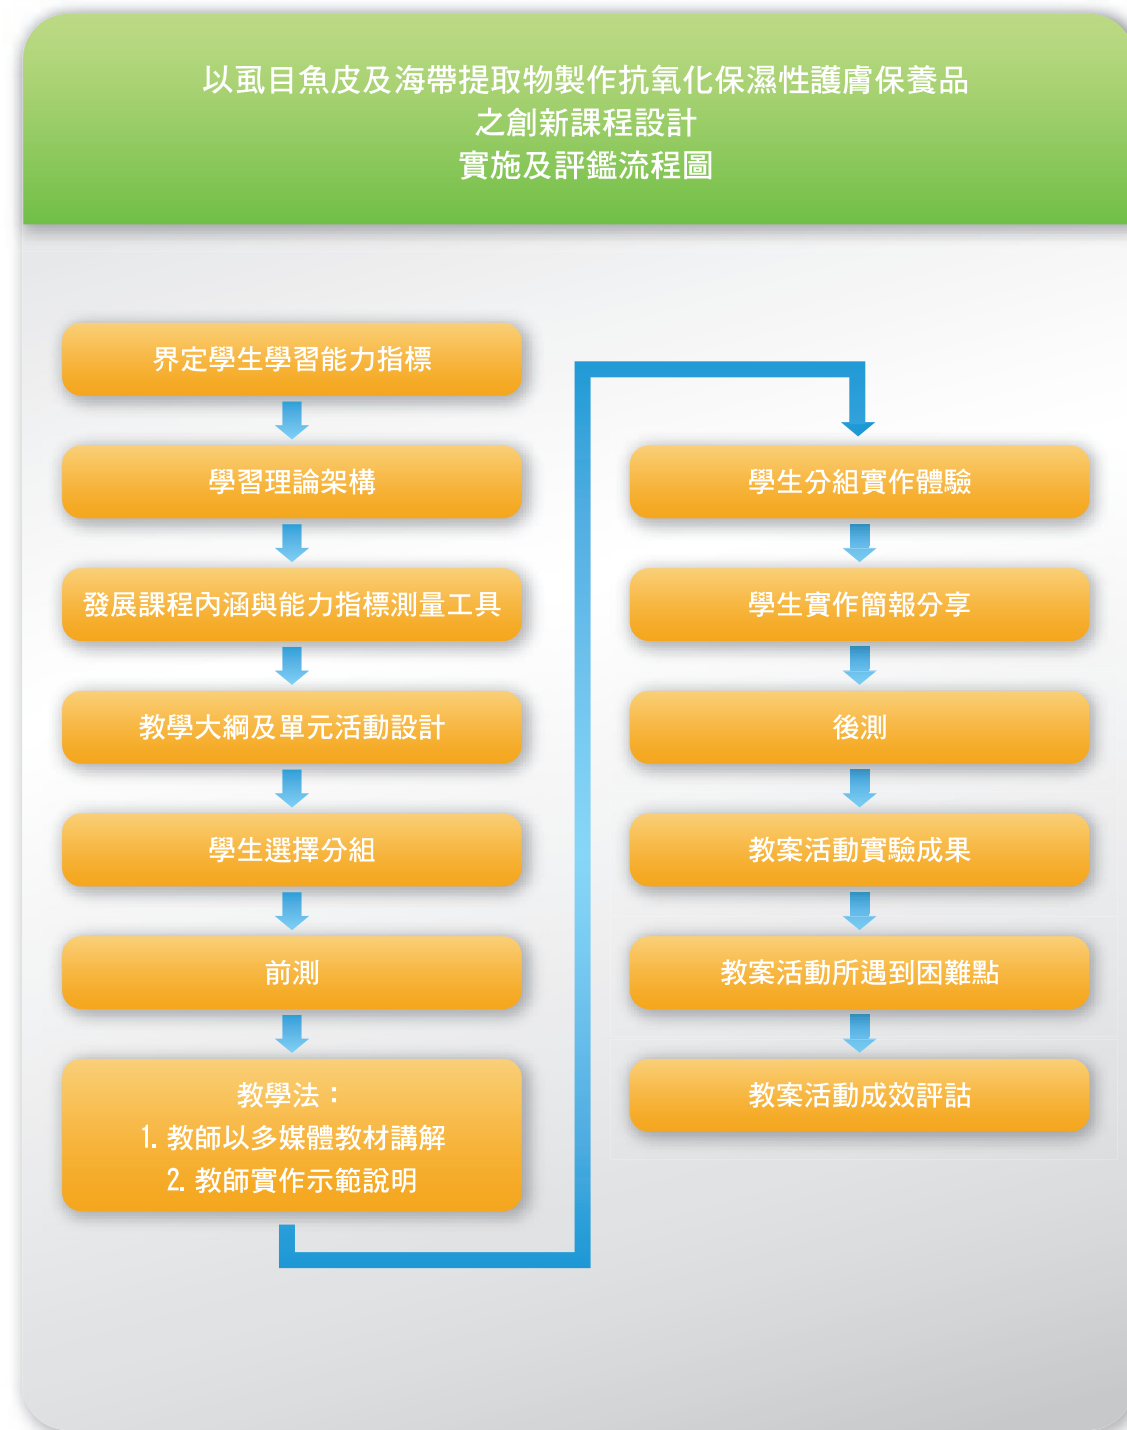 以虱目魚皮及海帶提取物製作抗氧化保濕性護膚保養品
之創新課程設計
實施及評鑑流程圖
界定學生學習能力指標
學習理論架構
發展課程內涵與能力指標測量工具
教學大綱及單元活動設計
學生選擇分組
前測
教學法：
1. 教師以多媒體教材講解
2. 教師實作示範說明
學生分組實作體驗
學生實作簡報分享
後測
教案活動實驗成果
教案活動所遇到困難點
教案活動成效評詁